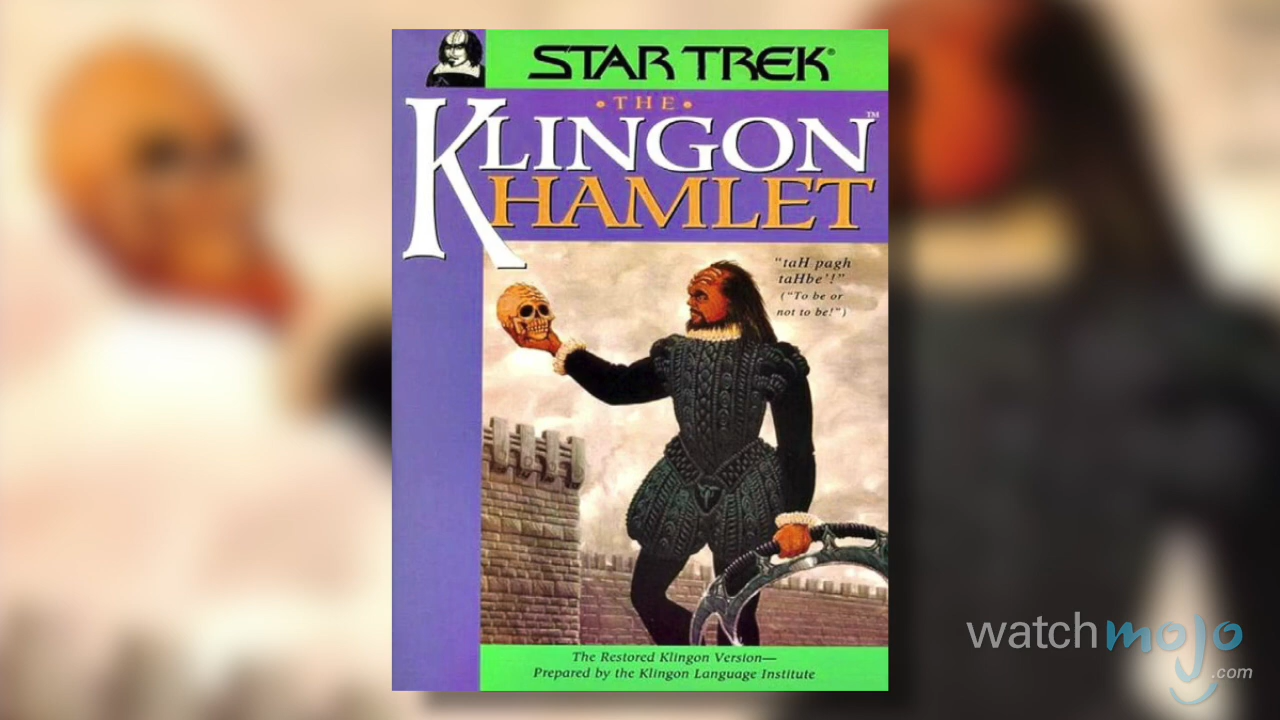 STAR TREK®
•THE•
KLINGON™
HAMLET
"taH pagh
taHbe'!"
("To be or
not to be!")
The Restored Klingon Version—
Prepared by the Klingon Language Institute
watchmojo
.com